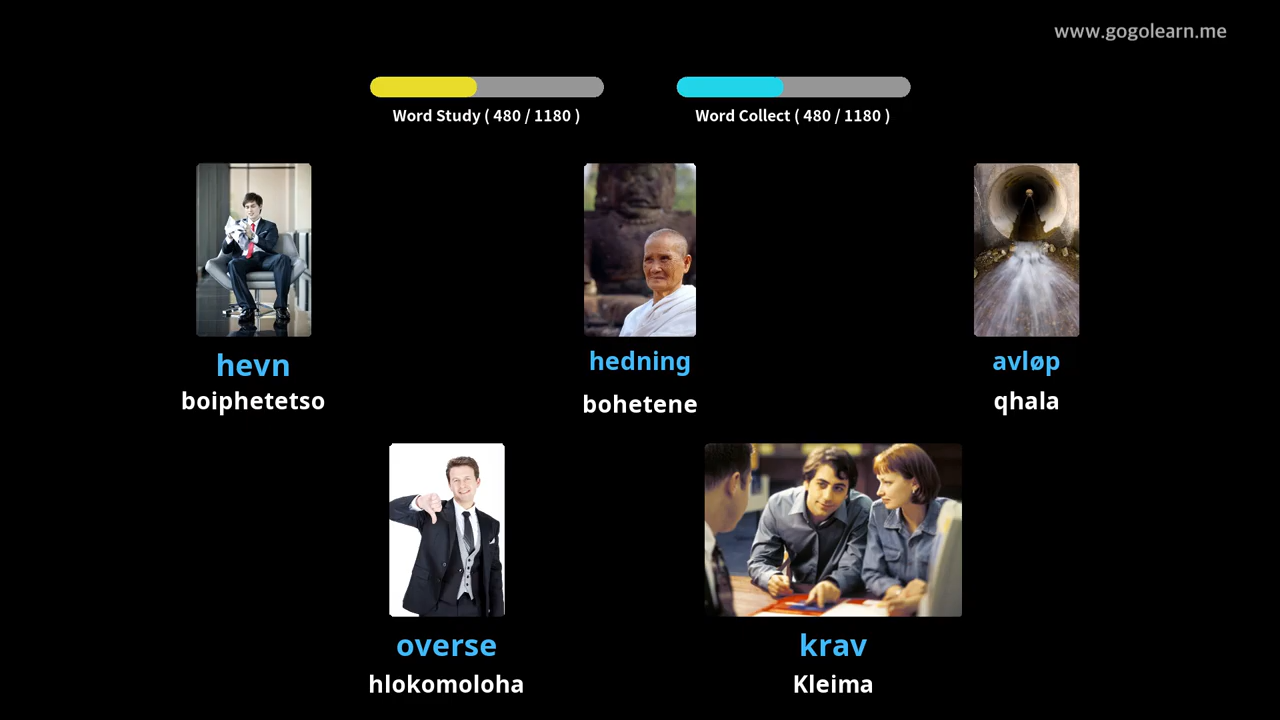 www.gogolearn.me
Word Study ( 480 / 1180 )
Word Collect ( 480 / 1180 )
hevn
boiphetetso
hedning
bohetene
avløp
qhala
overse
hlokomoloha
krav
Kleima